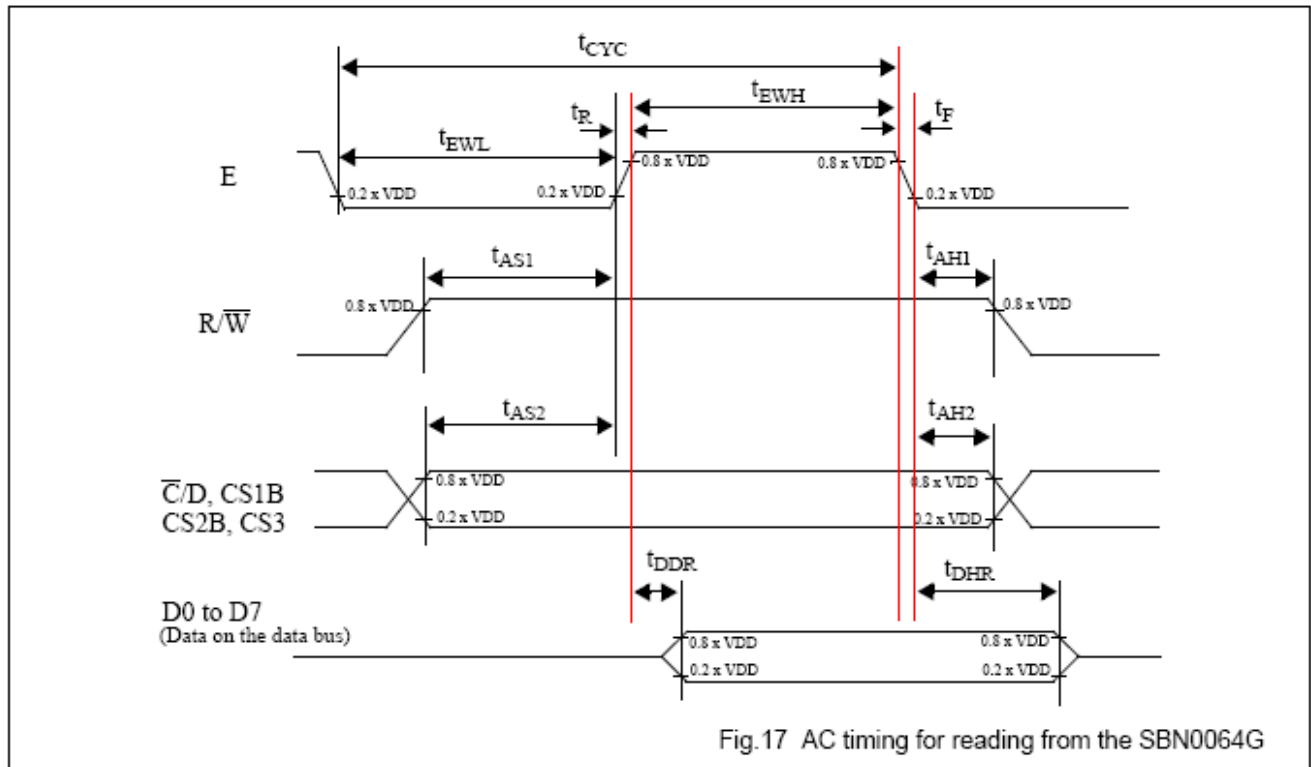 tCYC
tEWH
tR
tF
tEWL
E
0.8 x VDD
0.8 x VDD
0.2 x VDD
0.2 x VDD
0.2 x VDD
tAS1
tAH1
R/W̅
0.8 x VDD
0.8 x VDD
tAS2
tAH2
C̅/D, CS1B
CS2B, CS3
0.8 x VDD
0.8 x VDD
0.2 x VDD
0.2 x VDD
tDDR
tDHR
D0 to D7
(Data on the data bus)
0.8 x VDD
0.8 x VDD
0.2 x VDD
0.2 x VDD
Fig.17 AC timing for reading from the SBN0064G